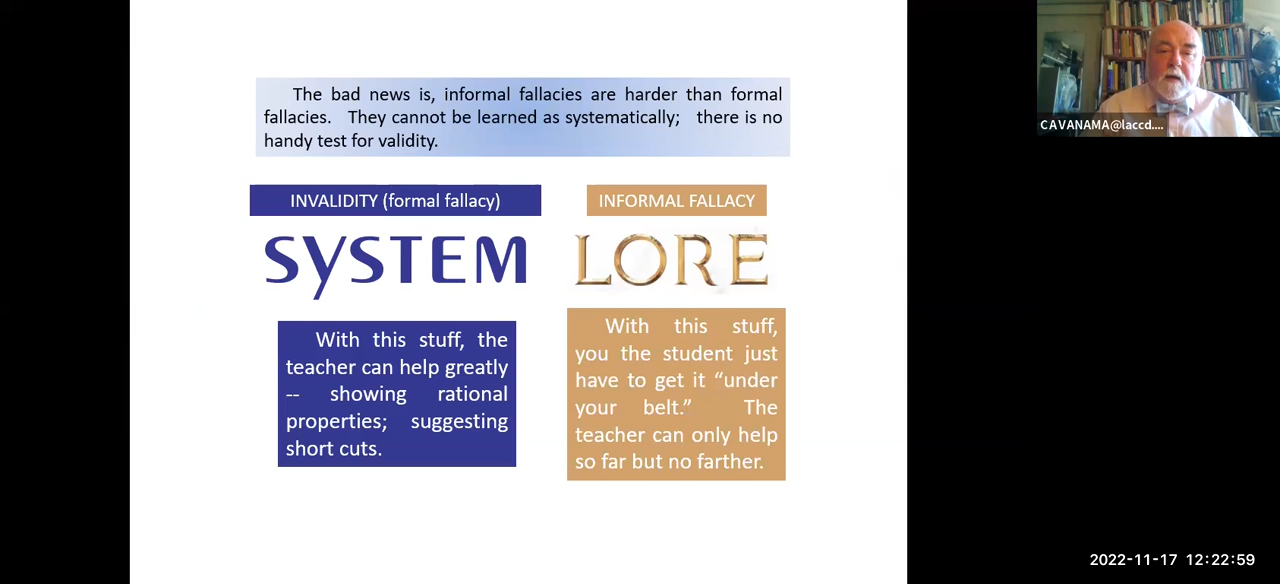 The bad news is, informal fallacies are harder than formal
fallacies. They cannot be learned as systematically; there is no
handy test for validity.
INVALIDITY (formal fallacy)
INFORMAL FALLACY
SYSTEM
LORE
With this stuff, the
teacher can help greatly
-- showing rational
properties; suggesting
short cuts.
With this stuff,
you the student just
have to get it “under
your belt.” The
teacher can only help
so far but no farther.
CAVANAMA@laccd....
2022-11-17 12:22:59